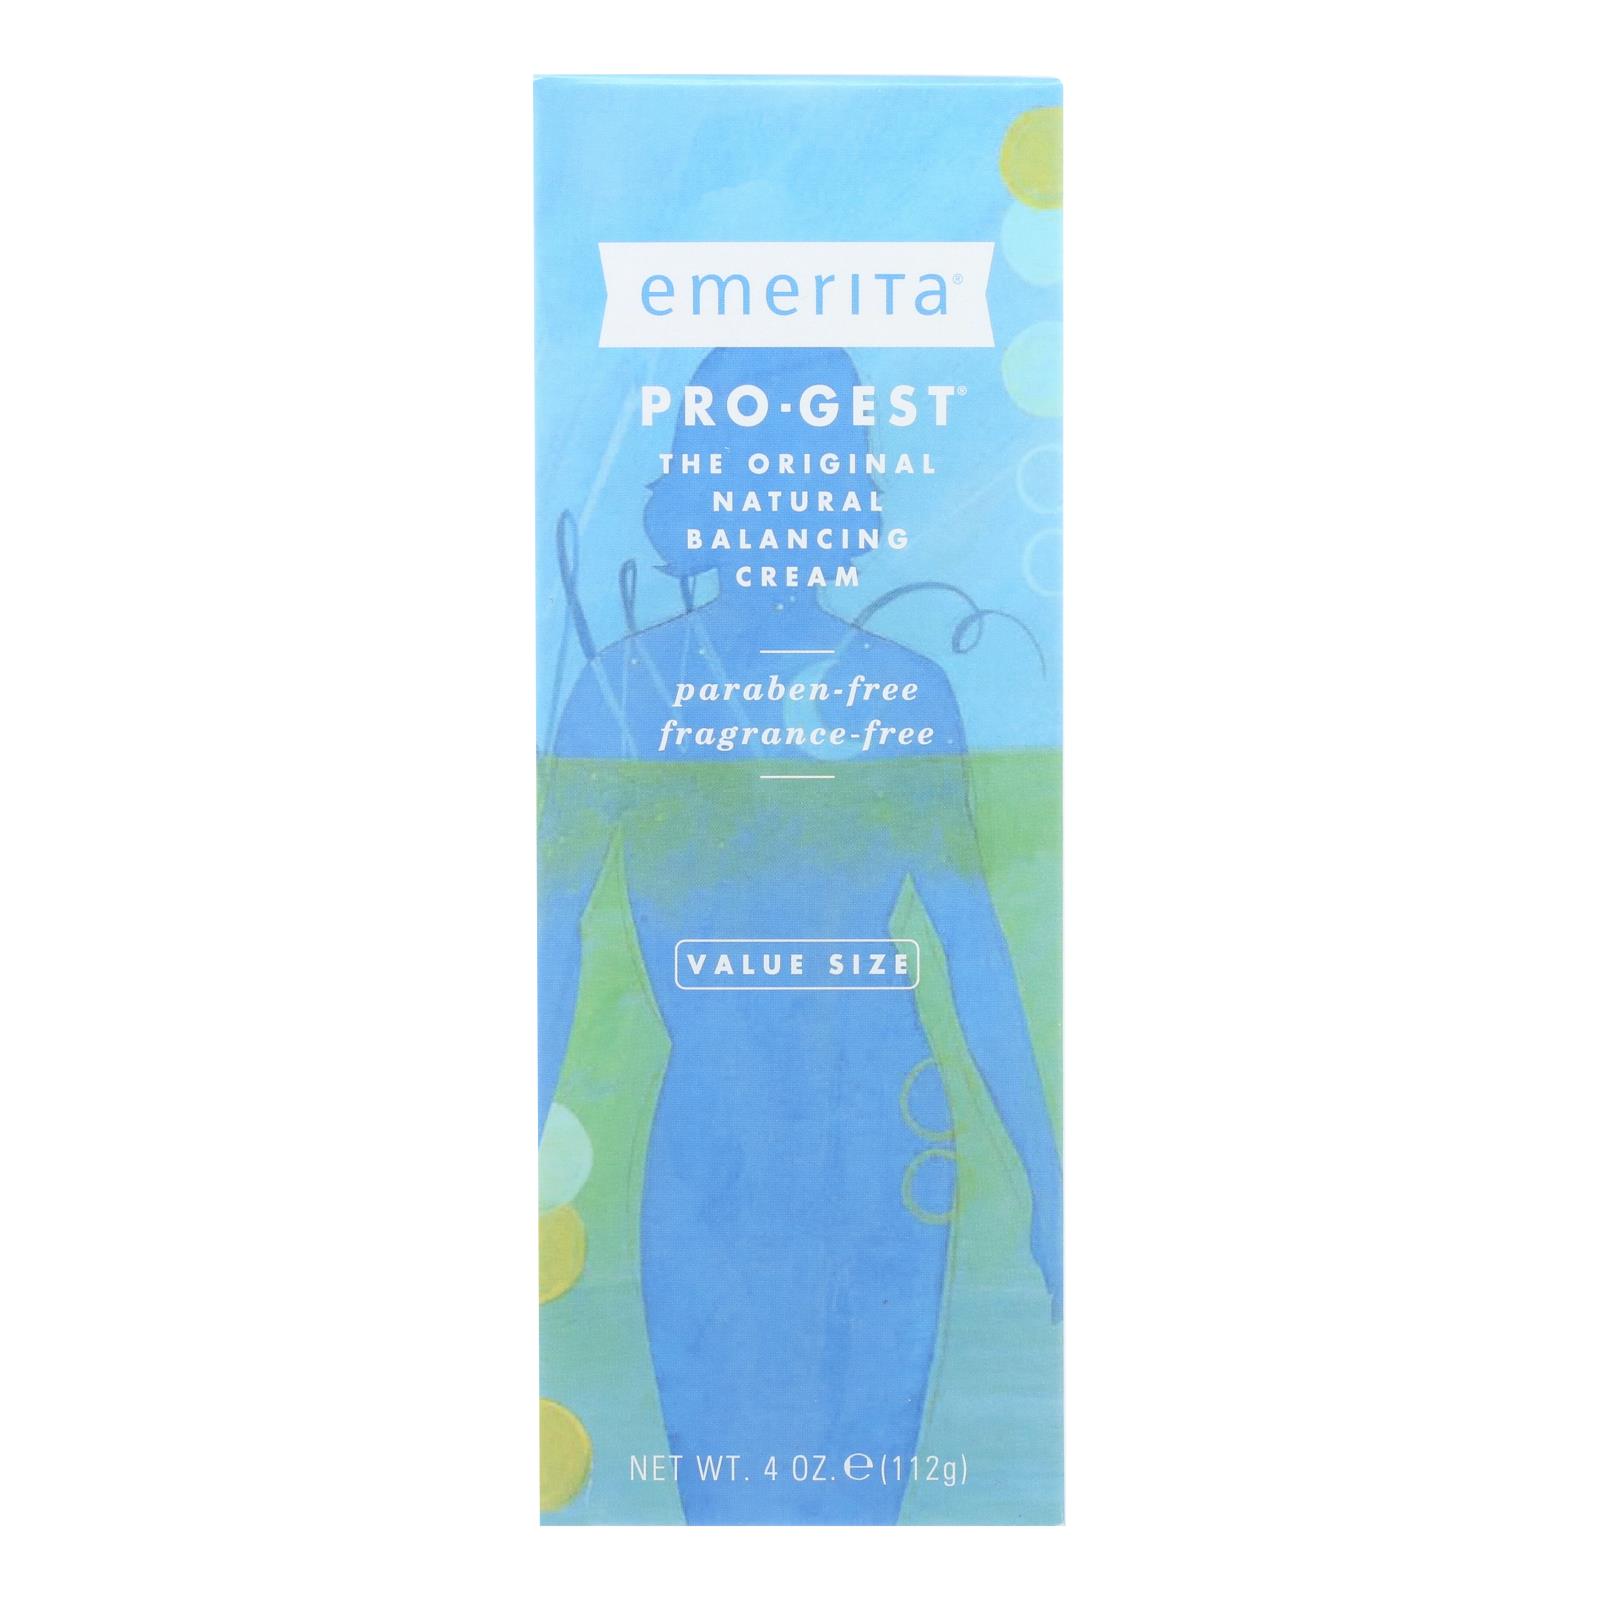 emerita®
PRO-GEST®
THE ORIGINAL
NATURAL
BALANCING
CREAM
paraben-free
fragrance-free
VALUE SIZE
NET WT. 4 OZ. ℮ (112g)